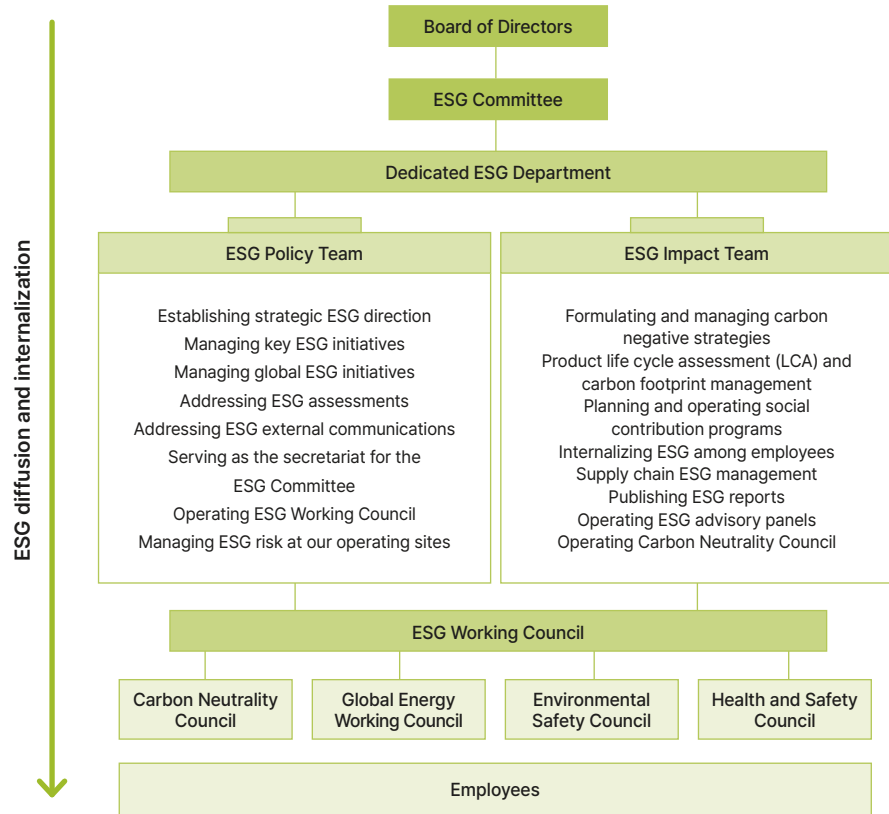 ESG diffusion and internalization
Board of Directors
ESG Committee
Dedicated ESG Department
ESG Policy Team
Establishing strategic ESG direction
Managing key ESG initiatives
Managing global ESG initiatives
Addressing ESG assessments
Addressing ESG external communications
Serving as the secretariat for the
ESG Committee
Operating ESG Working Council
Managing ESG risk at our operating sites
ESG Impact Team
Formulating and managing carbon
negative strategies
Product life cycle assessment (LCA) and
carbon footprint management
Planning and operating social
contribution programs
Internalizing ESG among employees
Supply chain ESG management
Publishing ESG reports
Operating ESG advisory panels
Operating Carbon Neutrality Council
ESG Working Council
Carbon Neutrality
Council
Global Energy
Working Council
Environmental
Safety Council
Health and Safety
Council
Employees